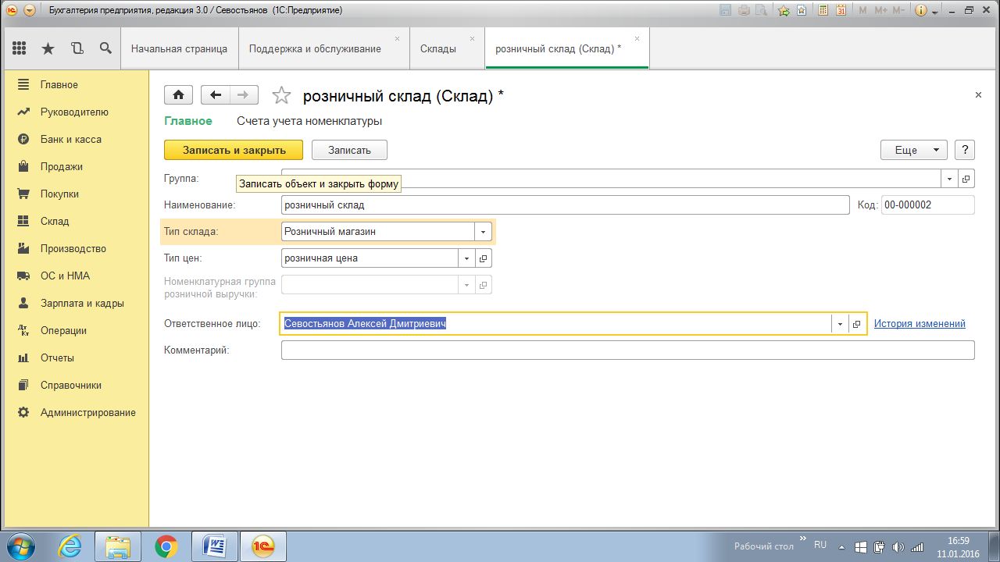 Бухгалтерия предприятия, редакция 3.0 / Севостьянов (1С:Предприятие)
M M+ M-
Начальная страница
Поддержка и обслуживание
Склады
розничный склад (Склад) *
Главное
Руководителю
Банк и касса
Продажи
Покупки
Склад
Производство
ОС и НМА
Зарплата и кадры
Операции
Отчеты
Справочники
Администрирование
розничный склад (Склад) *
Главное Счета учета номенклатуры
Записать и закрыть Записать Еще ?
Группа:
Записать объект и закрыть форму
Наименование: розничный склад Код: 00-000002
Тип склада: Розничный магазин
Тип цен: розничная цена
Номенклатурная группа
розничной выручки:
Ответственное лицо: Севостьянов Алексей Дмитриевич История изменений
Комментарий:
Рабочий стол » RU 16:59
11.01.2016